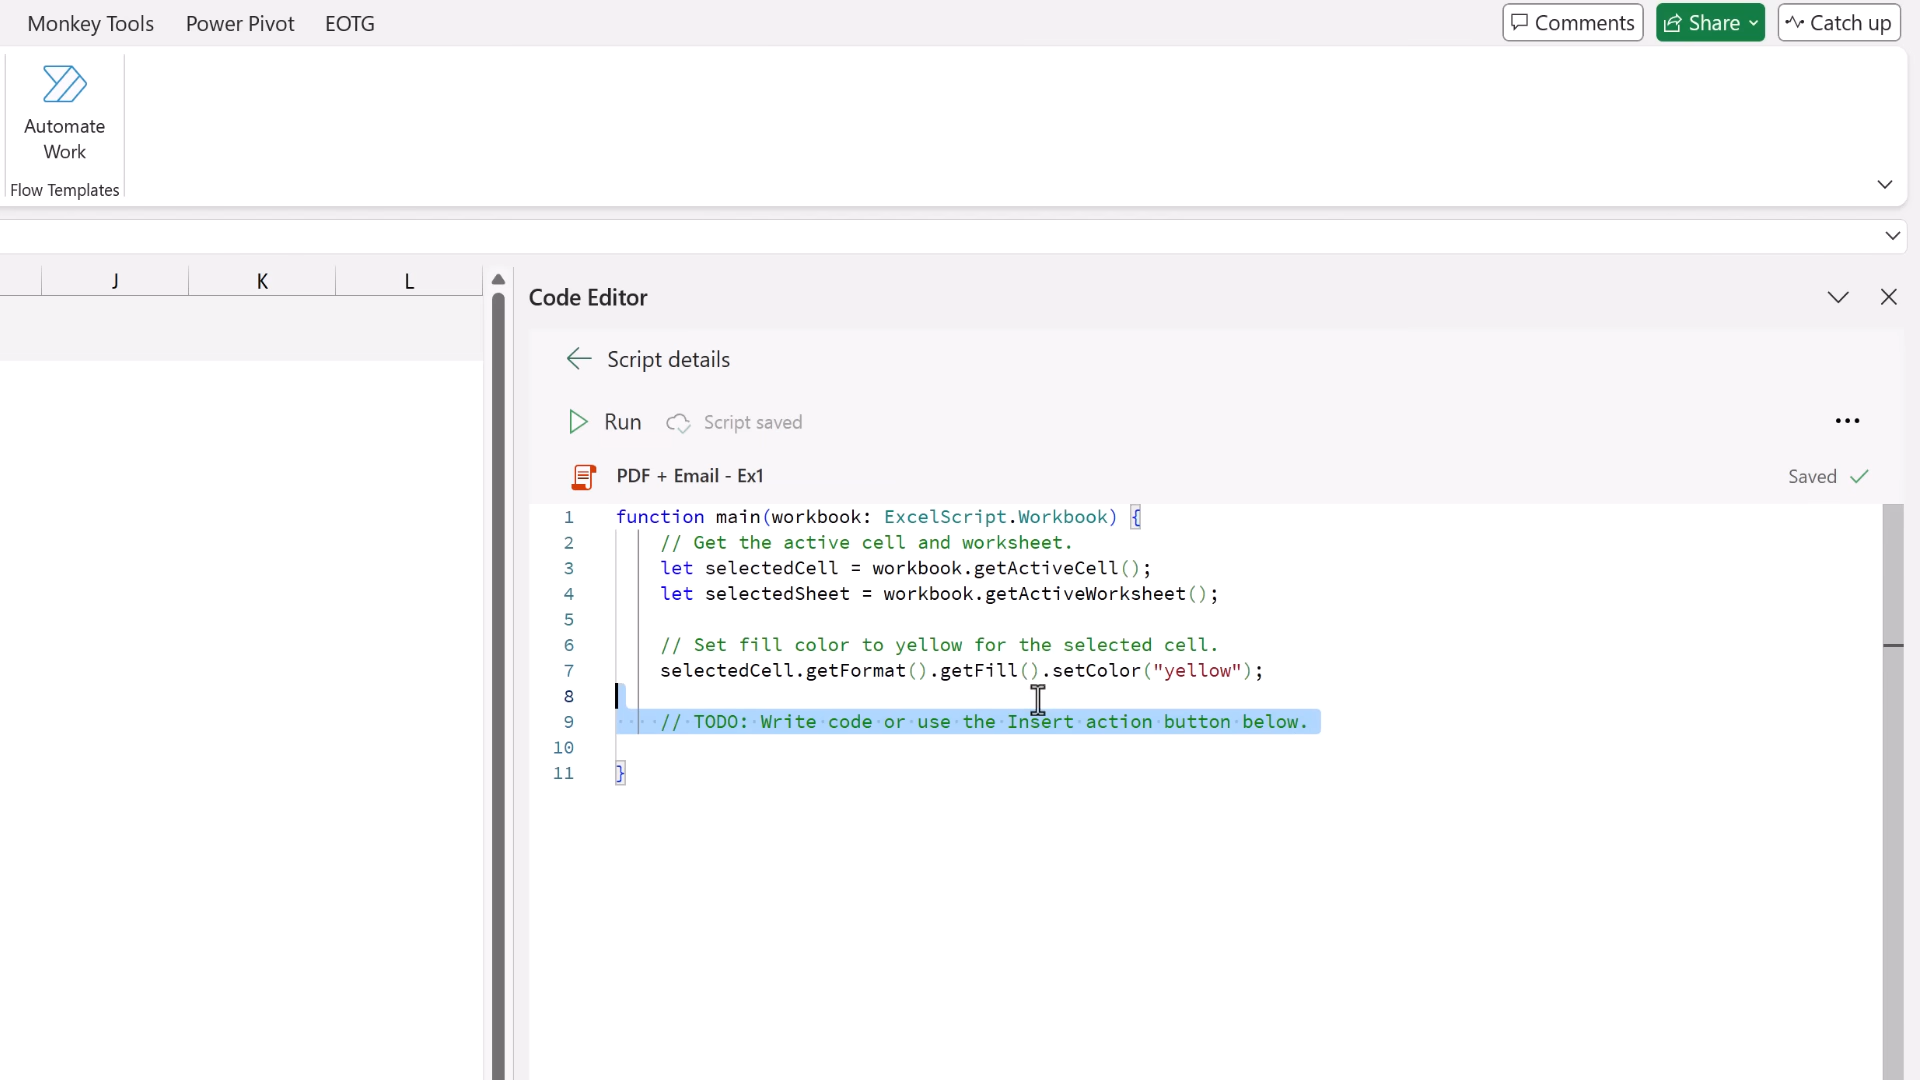 Monkey Tools Power Pivot EOTG Comments Share Catch up
Automate
Work
Flow Templates
J K L
Code Editor
Script details
Run Script saved
PDF + Email - Ex1 Saved
1 function main(workbook: ExcelScript.Workbook) {
2 // Get the active cell and worksheet.
3 let selectedCell = workbook.getActiveCell();
4 let selectedSheet = workbook.getActiveWorksheet();
5
6 // Set fill color to yellow for the selected cell.
7 selectedCell.getFormat().getFill().setColor("yellow");
8
9 // TODO: Write code or use the Insert action button below.
10
11 }